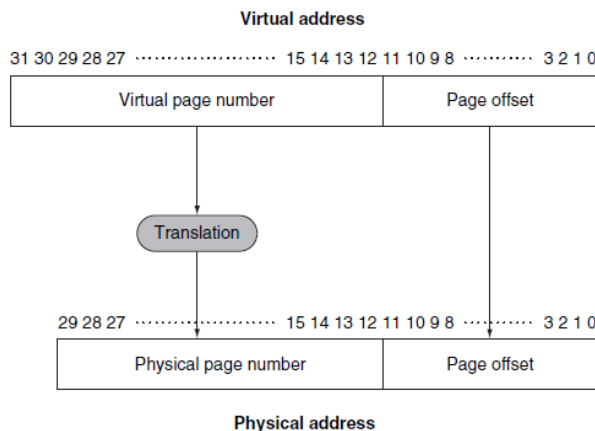 Virtual address
31 30 29 28 27 ···················· 15 14 13 12 11 10 9 8 ·········· 3 2 1 0
Virtual page number Page offset
Translation
29 28 27 ···················· 15 14 13 12 11 10 9 8 ·········· 3 2 1 0
Physical page number Page offset
Physical address